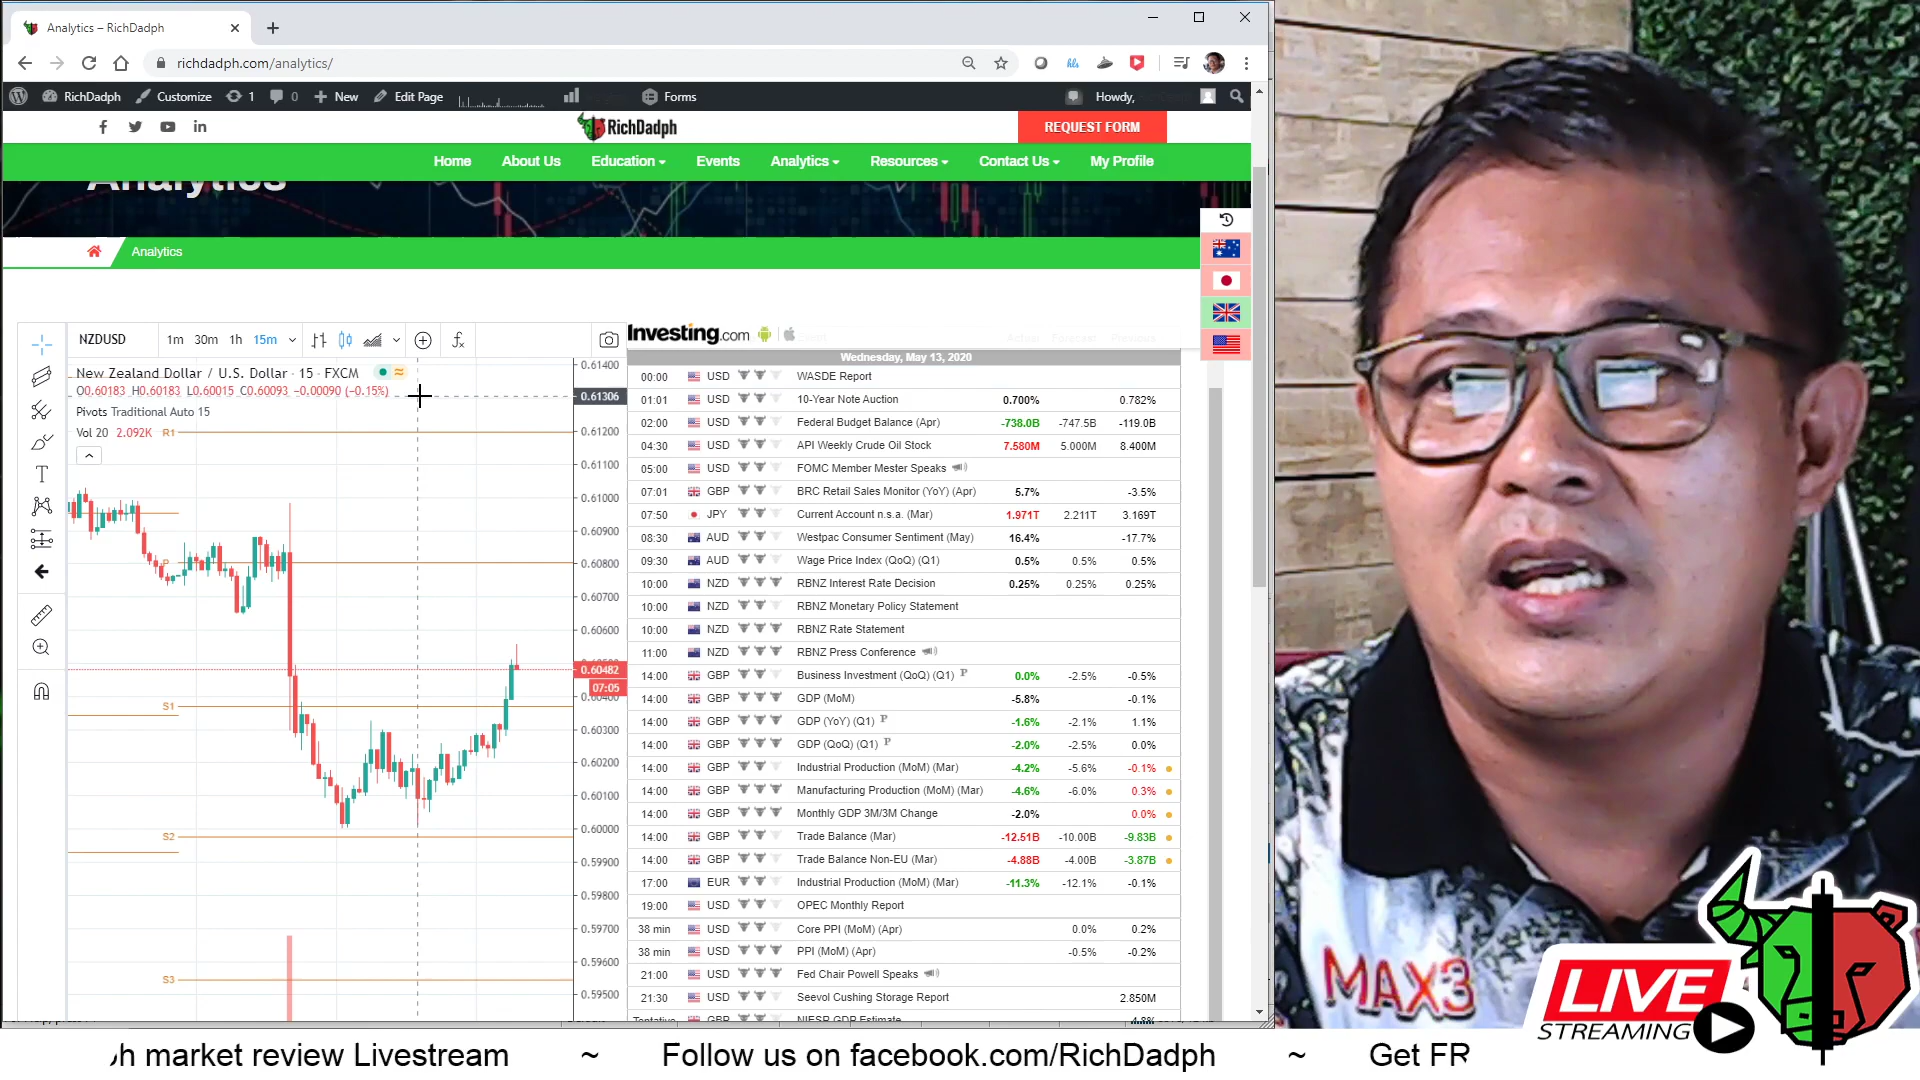 Analytics – RichDadph
richdadph.com/analytics/
RichDadph Customize 1 0 New Edit Page Forms Howdy,
RichDadph
REQUEST FORM
Home About Us Education Events Analytics Resources Contact Us My Profile
Analytics
Analytics
NZDUSD 1m 30m 1h 15m
New Zealand Dollar / U.S. Dollar · 15 · FXCM
O0.60183 H0.60183 L0.60015 C0.60093 −0.00090 (−0.15%)
Pivots Traditional Auto 15
Vol 20 2.092K
R1
P
S1
S2
S3
0.61400
0.61306
0.61200
0.61100
0.61000
0.60900
0.60800
0.60700
0.60600
0.60482
07:05
0.60300
0.60200
0.60100
0.60000
0.59900
0.59800
0.59700
0.59600
0.59500
Investing.com
Wednesday, May 13, 2020
00:00 USD WASDE Report
01:01 USD 10-Year Note Auction 0.700% 0.782%
02:00 USD Federal Budget Balance (Apr) -738.0B -747.5B -119.0B
04:30 USD API Weekly Crude Oil Stock 7.580M 5.000M 8.400M
05:00 USD FOMC Member Mester Speaks
07:01 GBP BRC Retail Sales Monitor (YoY) (Apr) 5.7% -3.5%
07:50 JPY Current Account n.s.a. (Mar) 1.971T 2.211T 3.169T
08:30 AUD Westpac Consumer Sentiment (May) 16.4% -17.7%
09:30 AUD Wage Price Index (QoQ) (Q1) 0.5% 0.5% 0.5%
10:00 NZD RBNZ Interest Rate Decision 0.25% 0.25% 0.25%
10:00 NZD RBNZ Monetary Policy Statement
10:00 NZD RBNZ Rate Statement
11:00 NZD RBNZ Press Conference
14:00 GBP Business Investment (QoQ) (Q1) P 0.0% -2.5% -0.5%
14:00 GBP GDP (MoM) -5.8% -0.1%
14:00 GBP GDP (YoY) (Q1) P -1.6% -2.1% 1.1%
14:00 GBP GDP (QoQ) (Q1) P -2.0% -2.5% 0.0%
14:00 GBP Industrial Production (MoM) (Mar) -4.2% -5.6% -0.1%
14:00 GBP Manufacturing Production (MoM) (Mar) -4.6% -6.0% 0.3%
14:00 GBP Monthly GDP 3M/3M Change -2.0% 0.0%
14:00 GBP Trade Balance (Mar) -12.51B -10.00B -9.83B
14:00 GBP Trade Balance Non-EU (Mar) -4.88B -4.00B -3.87B
17:00 EUR Industrial Production (MoM) (Mar) -11.3% -12.1% -0.1%
19:00 USD OPEC Monthly Report
38 min USD Core PPI (MoM) (Apr) 0.0% 0.2%
38 min USD PPI (MoM) (Apr) -0.5% -0.2%
21:00 USD Fed Chair Powell Speaks
21:30 USD Seevol Cushing Storage Report 2.850M
Tentative GBP NIESR GDP Estimate
MAX3
LIVE
STREAMING
h market review Livestream ~ Follow us on facebook.com/RichDadph ~ Get FR